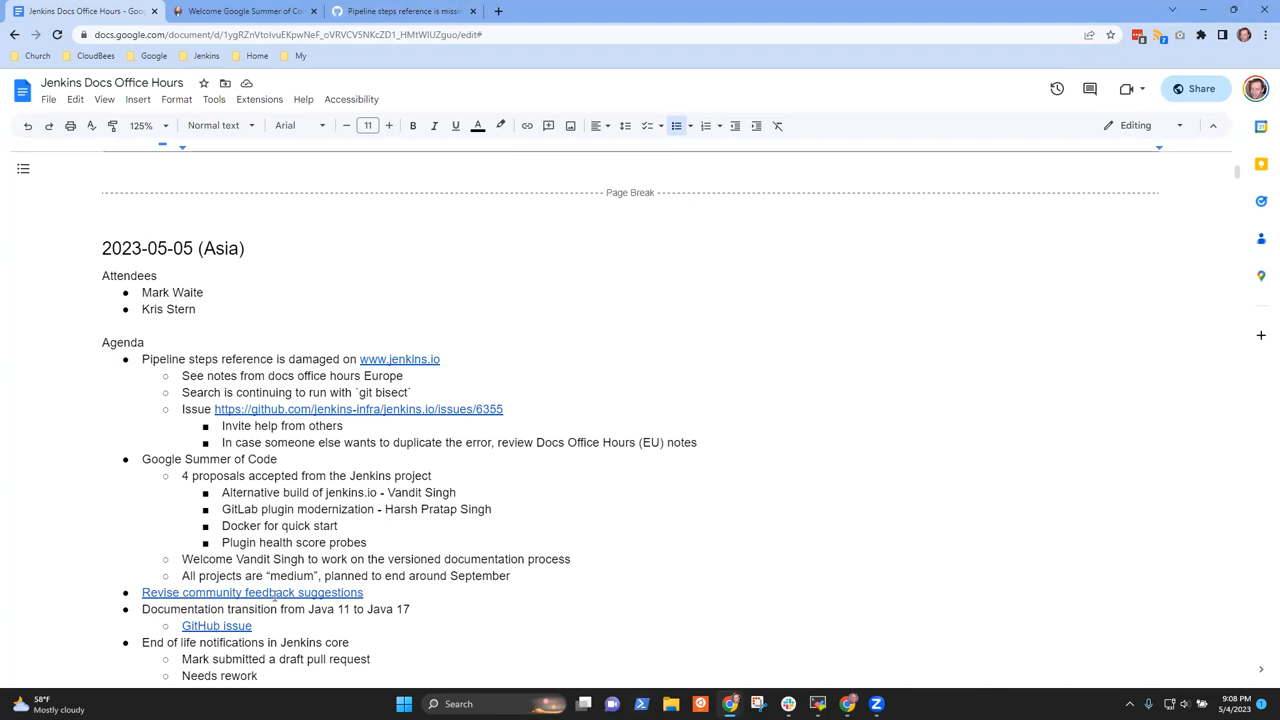 Jenkins Docs Office Hours - Goo
Welcome Google Summer of Code
Pipeline steps reference is missin
docs.google.com/document/d/1ygRZnVtoIvuEKpwNeF_oVRVCV5NKcZD1_HMtWIUZguo/edit#
Church
CloudBees
Google
Jenkins
Home
My
Jenkins Docs Office Hours
File Edit View Insert Format Tools Extensions Help Accessibility
Share
125% Normal text Arial 11 Editing
Page Break
2023-05-05 (Asia)
Attendees
● Mark Waite
● Kris Stern
Agenda
● Pipeline steps reference is damaged on www.jenkins.io
○ See notes from docs office hours Europe
○ Search is continuing to run with `git bisect`
○ Issue https://github.com/jenkins-infra/jenkins.io/issues/6355
■ Invite help from others
■ In case someone else wants to duplicate the error, review Docs Office Hours (EU) notes
● Google Summer of Code
○ 4 proposals accepted from the Jenkins project
■ Alternative build of jenkins.io - Vandit Singh
■ GitLab plugin modernization - Harsh Pratap Singh
■ Docker for quick start
■ Plugin health score probes
○ Welcome Vandit Singh to work on the versioned documentation process
○ All projects are “medium”, planned to end around September
● Revise community feedback suggestions
● Documentation transition from Java 11 to Java 17
○ GitHub issue
● End of life notifications in Jenkins core
○ Mark submitted a draft pull request
○ Needs rework
58°F
Mostly cloudy
Search
9:08 PM
5/4/2023